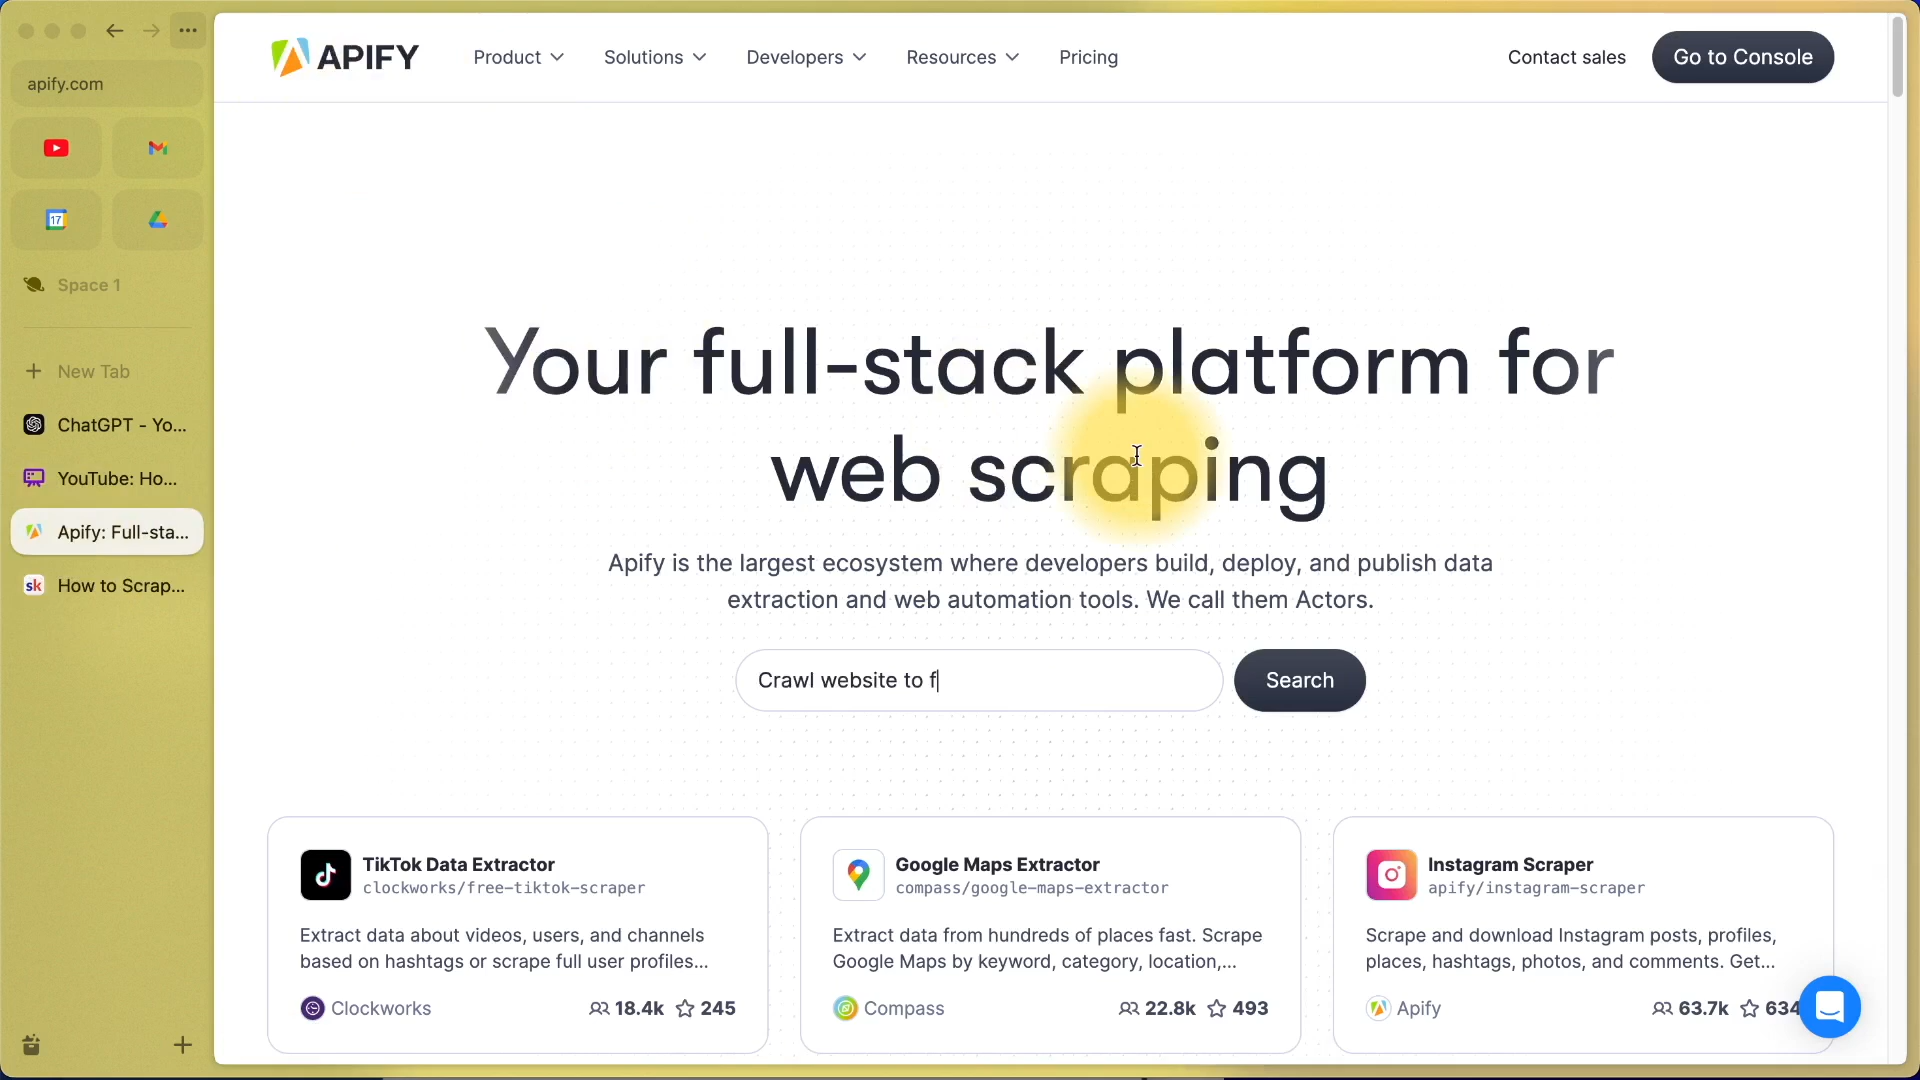 apify.com
17
Space 1
New Tab
ChatGPT - Yo...
YouTube: Ho...
Apify: Full-sta...
sk How to Scrap...
APIFY
Product
Solutions
Developers
Resources
Pricing
Contact sales
Go to Console
Your full-stack platform for
web scraping
Apify is the largest ecosystem where developers build, deploy, and publish data
extraction and web automation tools. We call them Actors.
Crawl website to f
Search
TikTok Data Extractor
clockworks/free-tiktok-scraper
Extract data about videos, users, and channels
based on hashtags or scrape full user profiles...
Clockworks
18.4k
245
Google Maps Extractor
compass/google-maps-extractor
Extract data from hundreds of places fast. Scrape
Google Maps by keyword, category, location,...
Compass
22.8k
493
Instagram Scraper
apify/instagram-scraper
Scrape and download Instagram posts, profiles,
places, hashtags, photos, and comments. Get...
Apify
63.7k
634